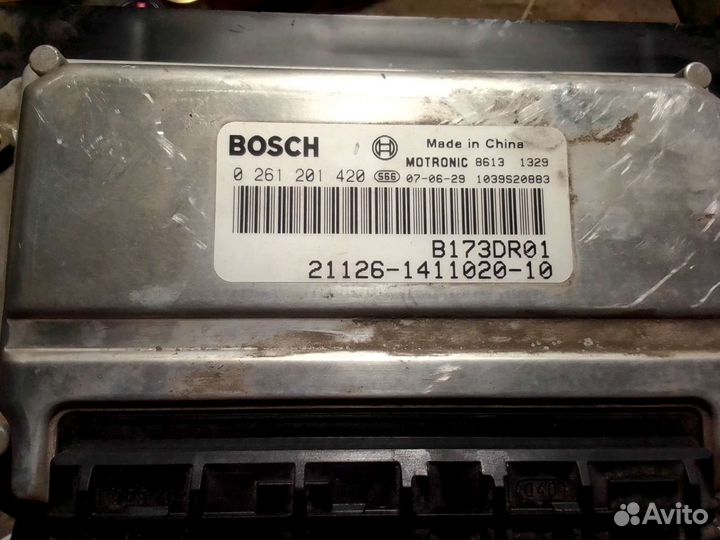 BOSCH Made in China
MOTRONIC 8613 1329
0 261 201 420 S66 07-06-29 1039S20883
B173DR01
21126-1411020-10
Avito